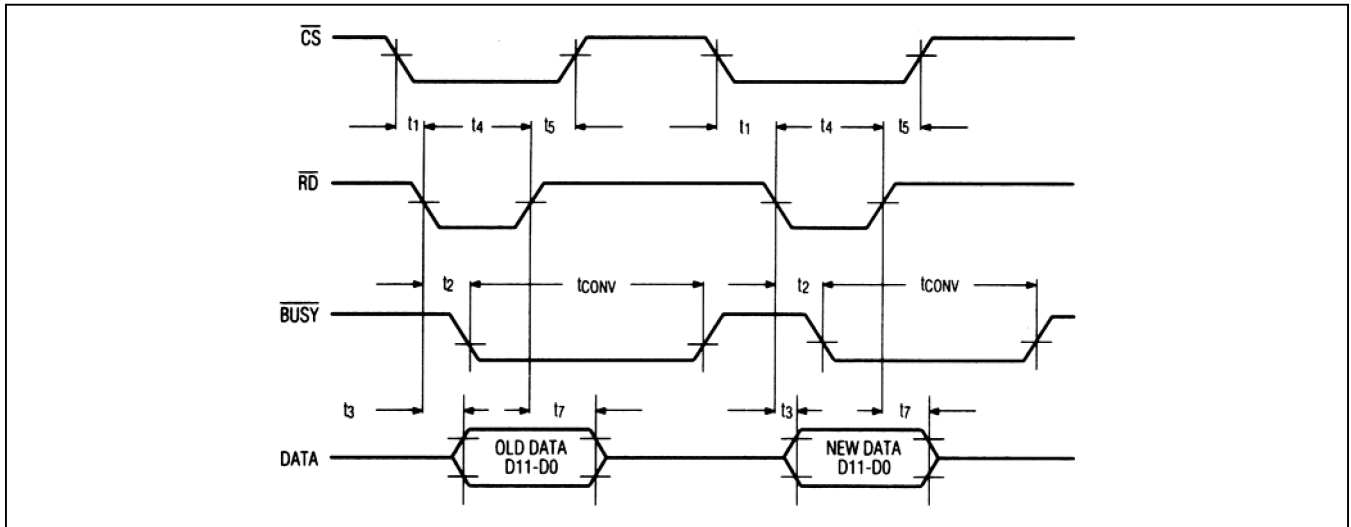 CS
t1 t4 t5 t1 t4 t5
RD
t2 tCONV t2 tCONV
BUSY
t3 t7 t3 t7
DATA
OLD DATA
D11-D0
NEW DATA
D11-D0